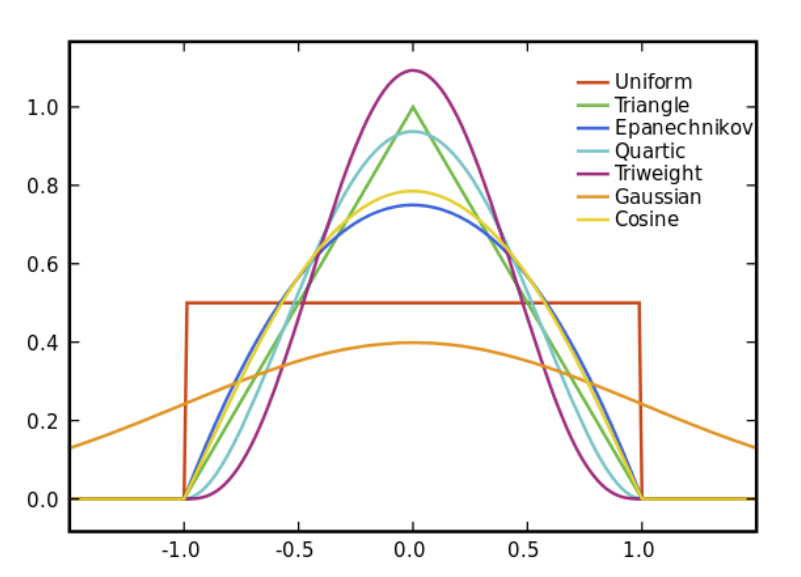 Uniform
Triangle
Epanechnikov
Quartic
Triweight
Gaussian
Cosine
1.0
0.8
0.6
0.4
0.2
0.0
-1.0 -0.5 0.0 0.5 1.0